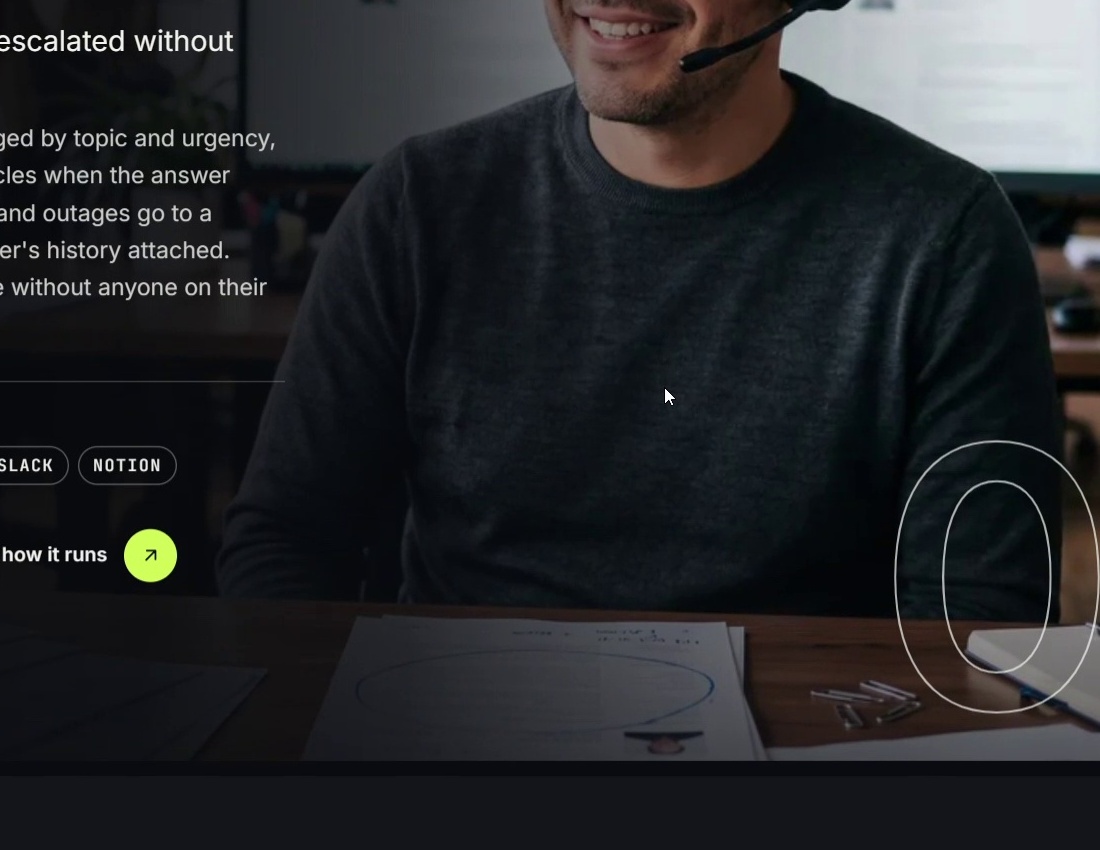 escalated without
ged by topic and urgency,
cles when the answer
and outages go to a
er's history attached.
e without anyone on their
SLACK
NOTION
how it runs
0